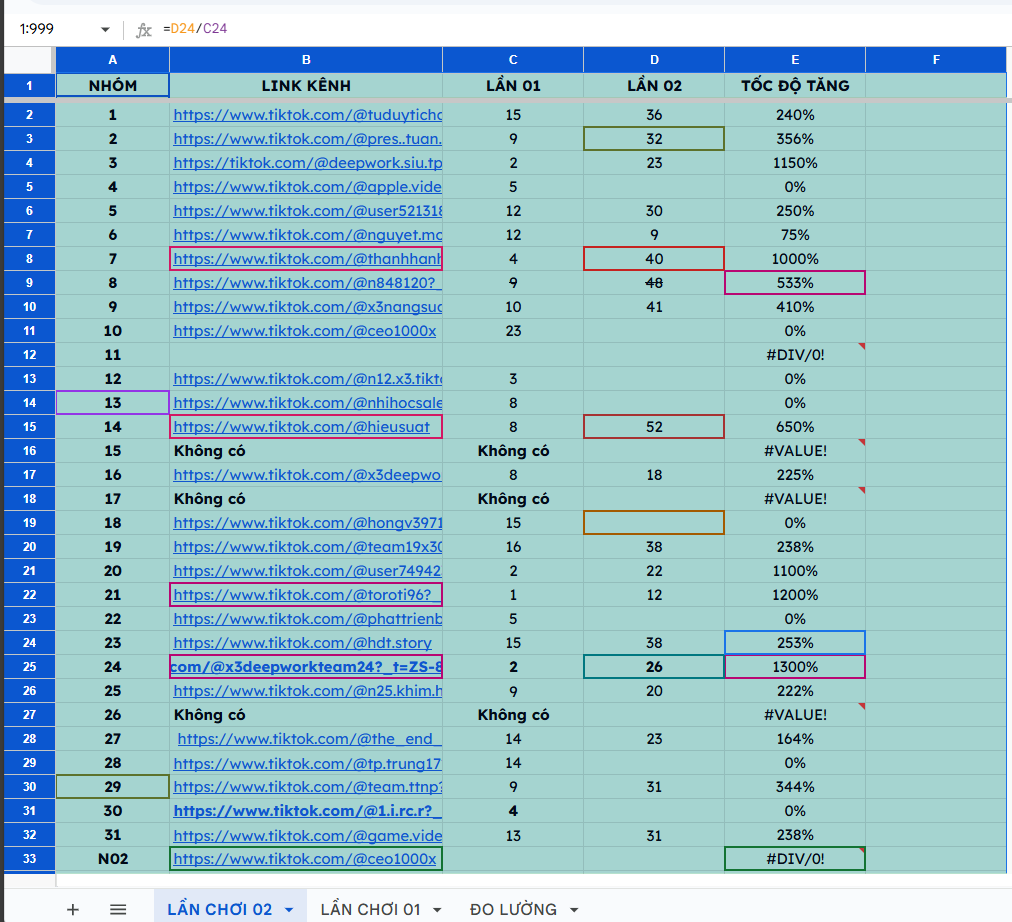 1:999 fx =D24/C24
A B C D E F
1 NHÓM LINK KÊNH LẦN 01 LẦN 02 TỐC ĐỘ TĂNG
2 1 https://www.tiktok.com/@tuduytichc 15 36 240%
3 2 https://www.tiktok.com/@pres..tuan. 9 32 356%
4 3 https://tiktok.com/@deepwork.siu.tp 2 23 1150%
5 4 https://www.tiktok.com/@apple.vide 5 0%
6 5 https://www.tiktok.com/@user521318 12 30 250%
7 6 https://www.tiktok.com/@nguyet.mc 12 9 75%
8 7 https://www.tiktok.com/@thanhhanh 4 40 1000%
9 8 https://www.tiktok.com/@n848120?_ 9 48 533%
10 9 https://www.tiktok.com/@x3nangsuc 10 41 410%
11 10 https://www.tiktok.com/@ceo1000x 23 0%
12 11 #DIV/0!
13 12 https://www.tiktok.com/@n12.x3.tikt 3 0%
14 13 https://www.tiktok.com/@nhihocsale 8 0%
15 14 https://www.tiktok.com/@hieusuat 8 52 650%
16 15 Không có Không có #VALUE!
17 16 https://www.tiktok.com/@x3deepwo 8 18 225%
18 17 Không có Không có #VALUE!
19 18 https://www.tiktok.com/@hongv3971 15 0%
20 19 https://www.tiktok.com/@team19x30 16 38 238%
21 20 https://www.tiktok.com/@user74942 2 22 1100%
22 21 https://www.tiktok.com/@toroti96?_ 1 12 1200%
23 22 https://www.tiktok.com/@phattrienb 5 0%
24 23 https://www.tiktok.com/@hdt.story 15 38 253%
25 24 com/@x3deepworkteam24?_t=ZS-8 2 26 1300%
26 25 https://www.tiktok.com/@n25.khim.h 9 20 222%
27 26 Không có Không có #VALUE!
28 27 https://www.tiktok.com/@the_end_ 14 23 164%
29 28 https://www.tiktok.com/@tp.trung17 14 0%
30 29 https://www.tiktok.com/@team.ttnp? 9 31 344%
31 30 https://www.tiktok.com/@1.i.rc.r?_ 4 0%
32 31 https://www.tiktok.com/@game.vide 13 31 238%
33 N02 https://www.tiktok.com/@ceo1000x #DIV/0!
LẦN CHƠI 02 LẦN CHƠI 01 ĐO LƯỜNG